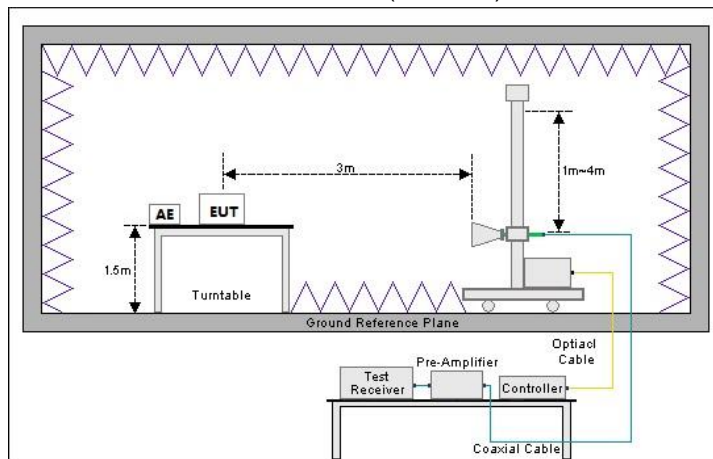 3m
1m~4m
AE
EUT
1.5m
Turntable
Ground Reference Plane
Optiacl
Cable
Pre-Amplifier
Test
Receiver
Controller
Coaxial Cable